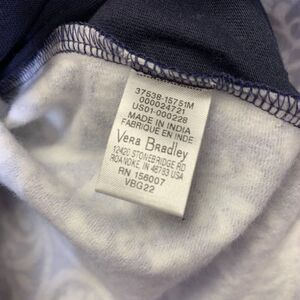 37538-15751M
000024721
US01-000228
MADE IN INDIA
FABRIQUE EN INDE
Vera Bradley
12420 STONEBRIDGE RD
ROANOKE, IN 46783 USA
RN 156007
VBG22